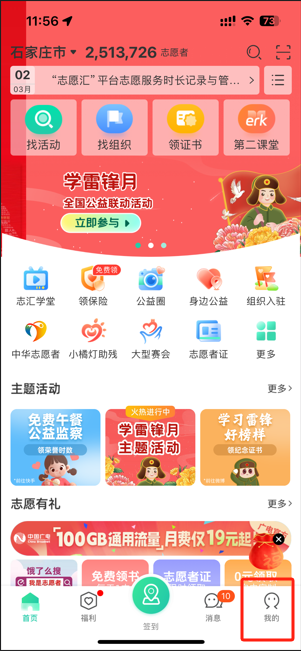 11:56
73
石家庄市 2,513,726 志愿者
02
03月
“志愿汇”平台志愿服务时长记录与管...
erk
找活动 找组织 领证书 第二课堂
学雷锋月
全国公益联动活动
立即参与
免费领
志汇学堂 领保险 公益圈 身边公益 组织入驻
中华志愿者 小橘灯助残 大型赛会 志愿者证 更多
主题活动 更多
免费午餐
公益监察
领荣誉时数
火热进行中
学雷锋月
主题活动
学习雷锋
好榜样
领纪念证书
志愿有礼 更多
中国广电
100GB通用流量,月费仅19元起
饿了么搜
我是志愿者
免费领书
志愿者证
0元领取
10
首页 福利 签到 消息 我的